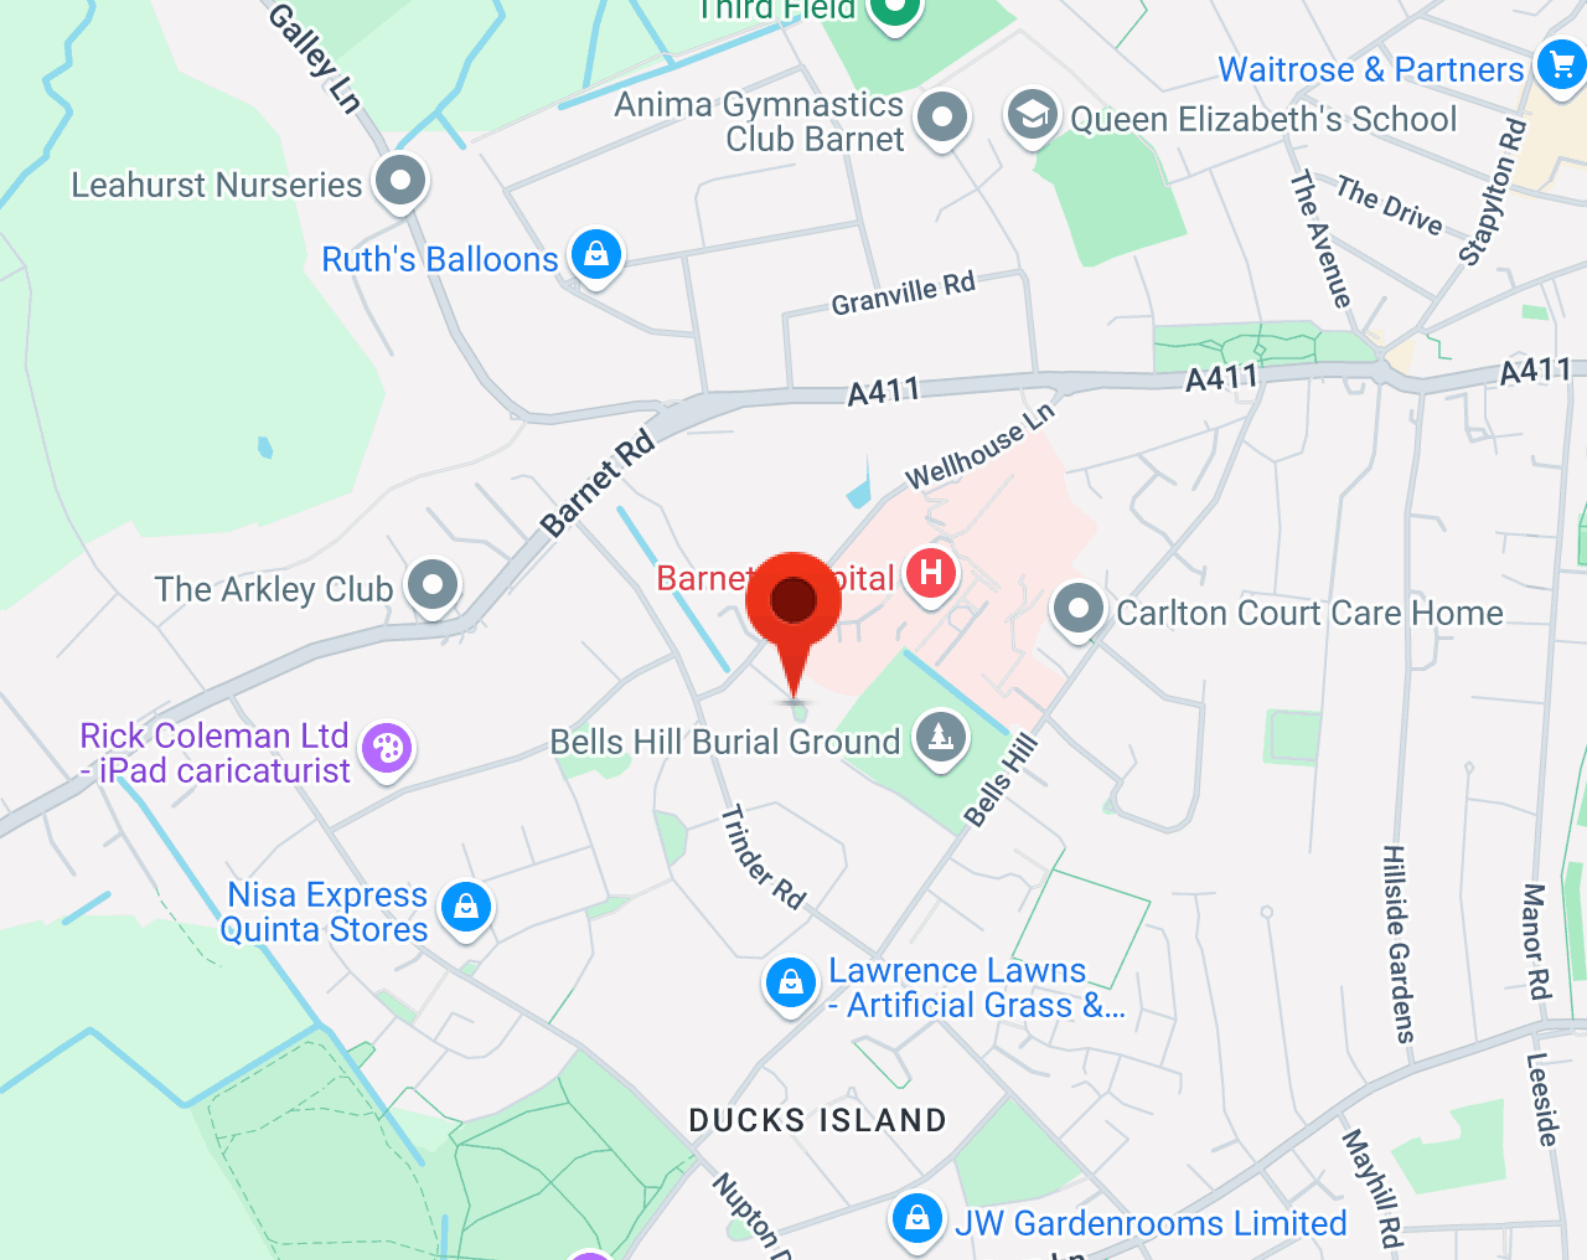 Third Field
Galley Ln
Waitrose & Partners
Anima Gymnastics
Club Barnet
Queen Elizabeth's School
Stapylton Rd
Leahurst Nurseries
The Drive
The Avenue
Ruth's Balloons
Granville Rd
A411
A411
A411
Wellhouse Ln
Barnet Rd
H
The Arkley Club
Carlton Court Care Home
Rick Coleman Ltd
- iPad caricaturist
Bells Hill Burial Ground
Bells Hill
Trinder Rd
Hillside Gardens
Manor Rd
Nisa Express
Quinta Stores
Lawrence Lawns
- Artificial Grass &...
Leeside
DUCKS ISLAND
Mayhill Rd
Nupton
JW Gardenrooms Limited